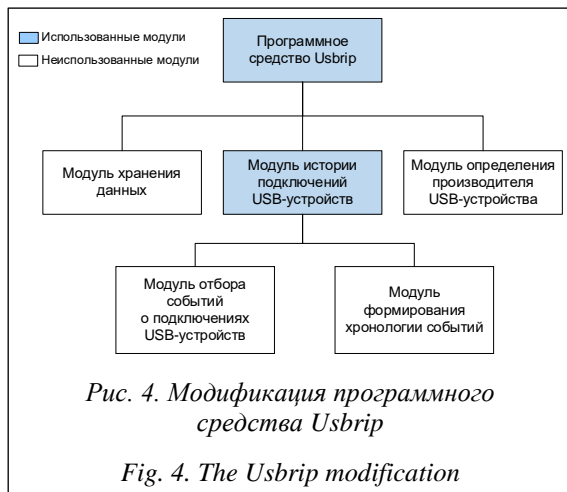 Использованные модули
Неиспользованные модули
Программное
средство Usbrip
Модуль хранения
данных
Модуль истории
подключений
USB-устройств
Модуль определения
производителя
USB-устройства
Модуль отбора
событий
о подключениях
USB-устройств
Модуль
формирования
хронологии событий
Рис. 4. Модификация программного
средства Usbrip
Fig. 4. The Usbrip modification